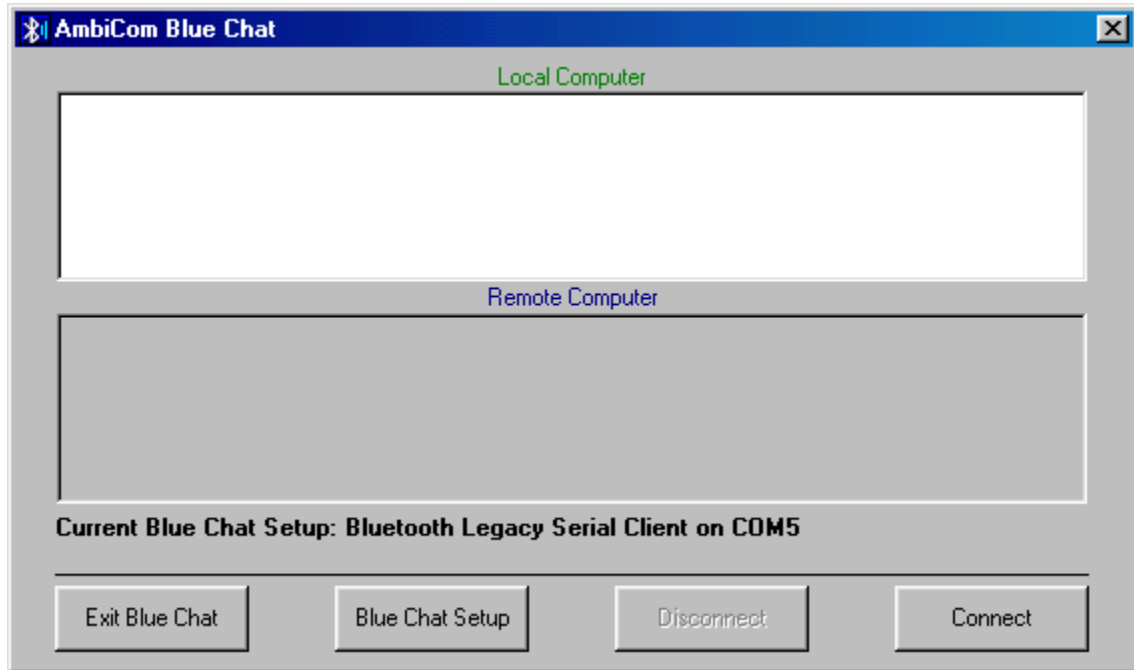 AmbiCom Blue Chat
Local Computer
Remote Computer
Current Blue Chat Setup: Bluetooth Legacy Serial Client on COM5
Exit Blue Chat
Blue Chat Setup
Disconnect
Connect